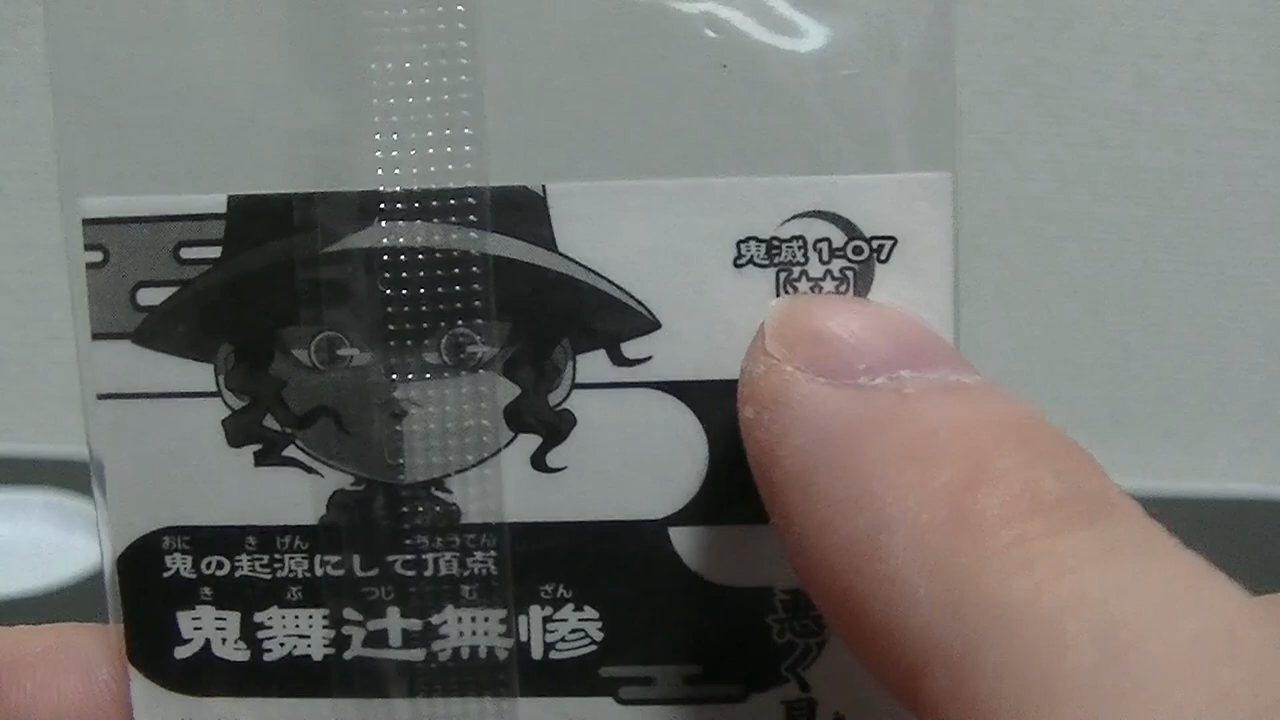 鬼滅 1-07
[★★]
おに き げん ちょうてん
鬼の起源にして頂点
き ぶ つじ む ざん
鬼舞辻無惨